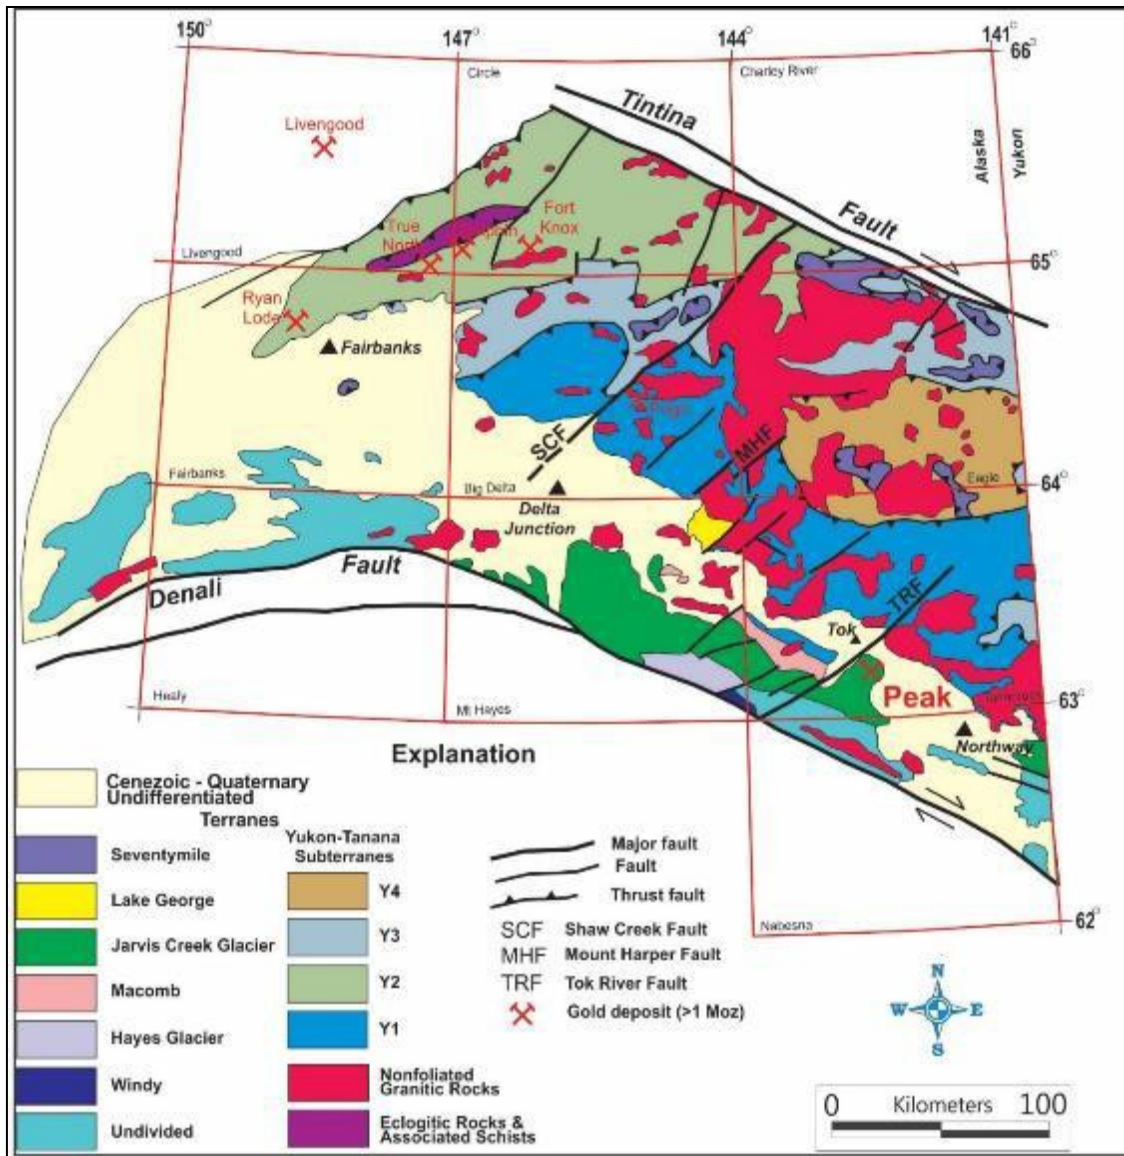 150°
147°
144°
141°
66°
Circle
Charley River
Tintina
Livengood
Alaska
Yukon
Fort
Knox
True
North
Fault
Livengood
65°
Ryan
Lode
Fairbanks
Pogo
SCF
MHF
Fairbanks
Big Delta
Eagle
64°
Delta
Junction
Denali
Fault
TRF
Tok
Peak
Healy
Mt Hayes
63°
Northway
Explanation
Cenezoic - Quaternary
Undifferentiated
Terranes
Seventymile
Lake George
Jarvis Creek Glacier
Macomb
Hayes Glacier
Windy
Undivided
Yukon-Tanana
Subterranes
Y4
Y3
Y2
Y1
Nonfoliated
Granitic Rocks
Eclogitic Rocks &
Associated Schists
Major fault
Fault
Thrust fault
SCF Shaw Creek Fault
MHF Mount Harper Fault
TRF Tok River Fault
Gold deposit (>1 Moz)
Nabesna
62°
N
W E
S
0 Kilometers 100